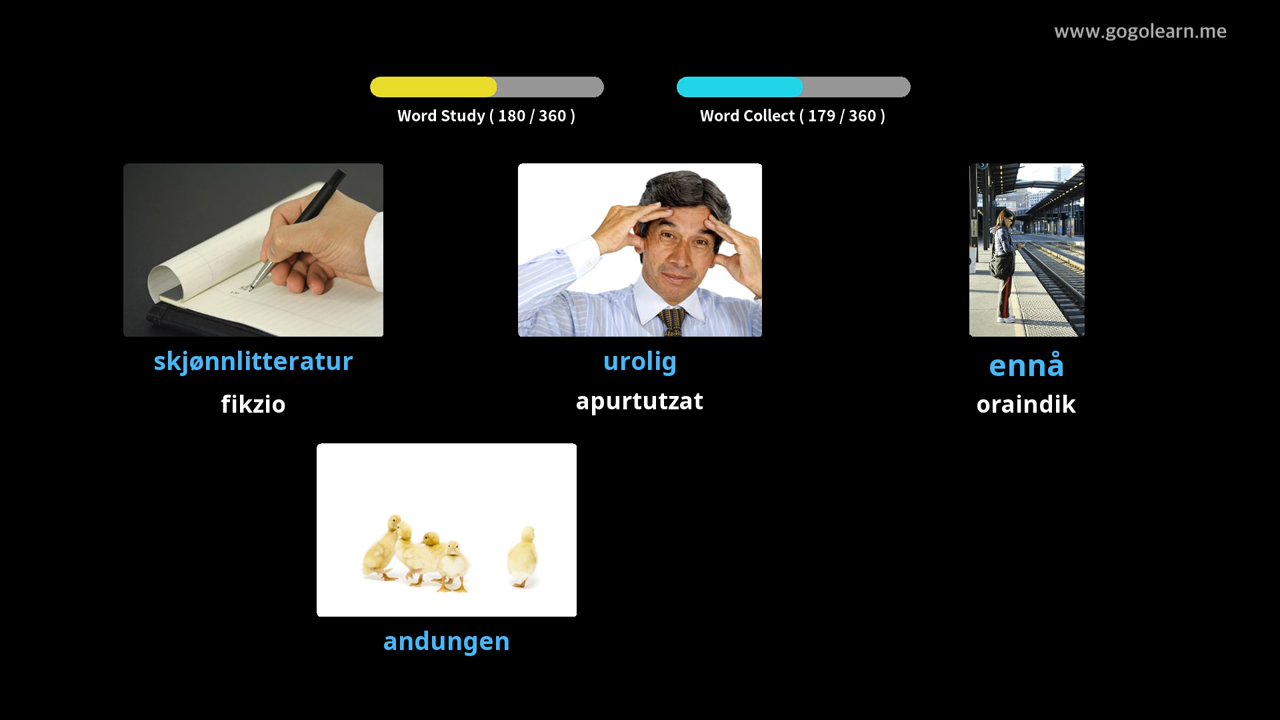 www.gogolearn.me
Word Study ( 180 / 360 )
Word Collect ( 179 / 360 )
skjønnlitteratur
urolig
ennå
fikzio
apurtutzat
oraindik
andungen